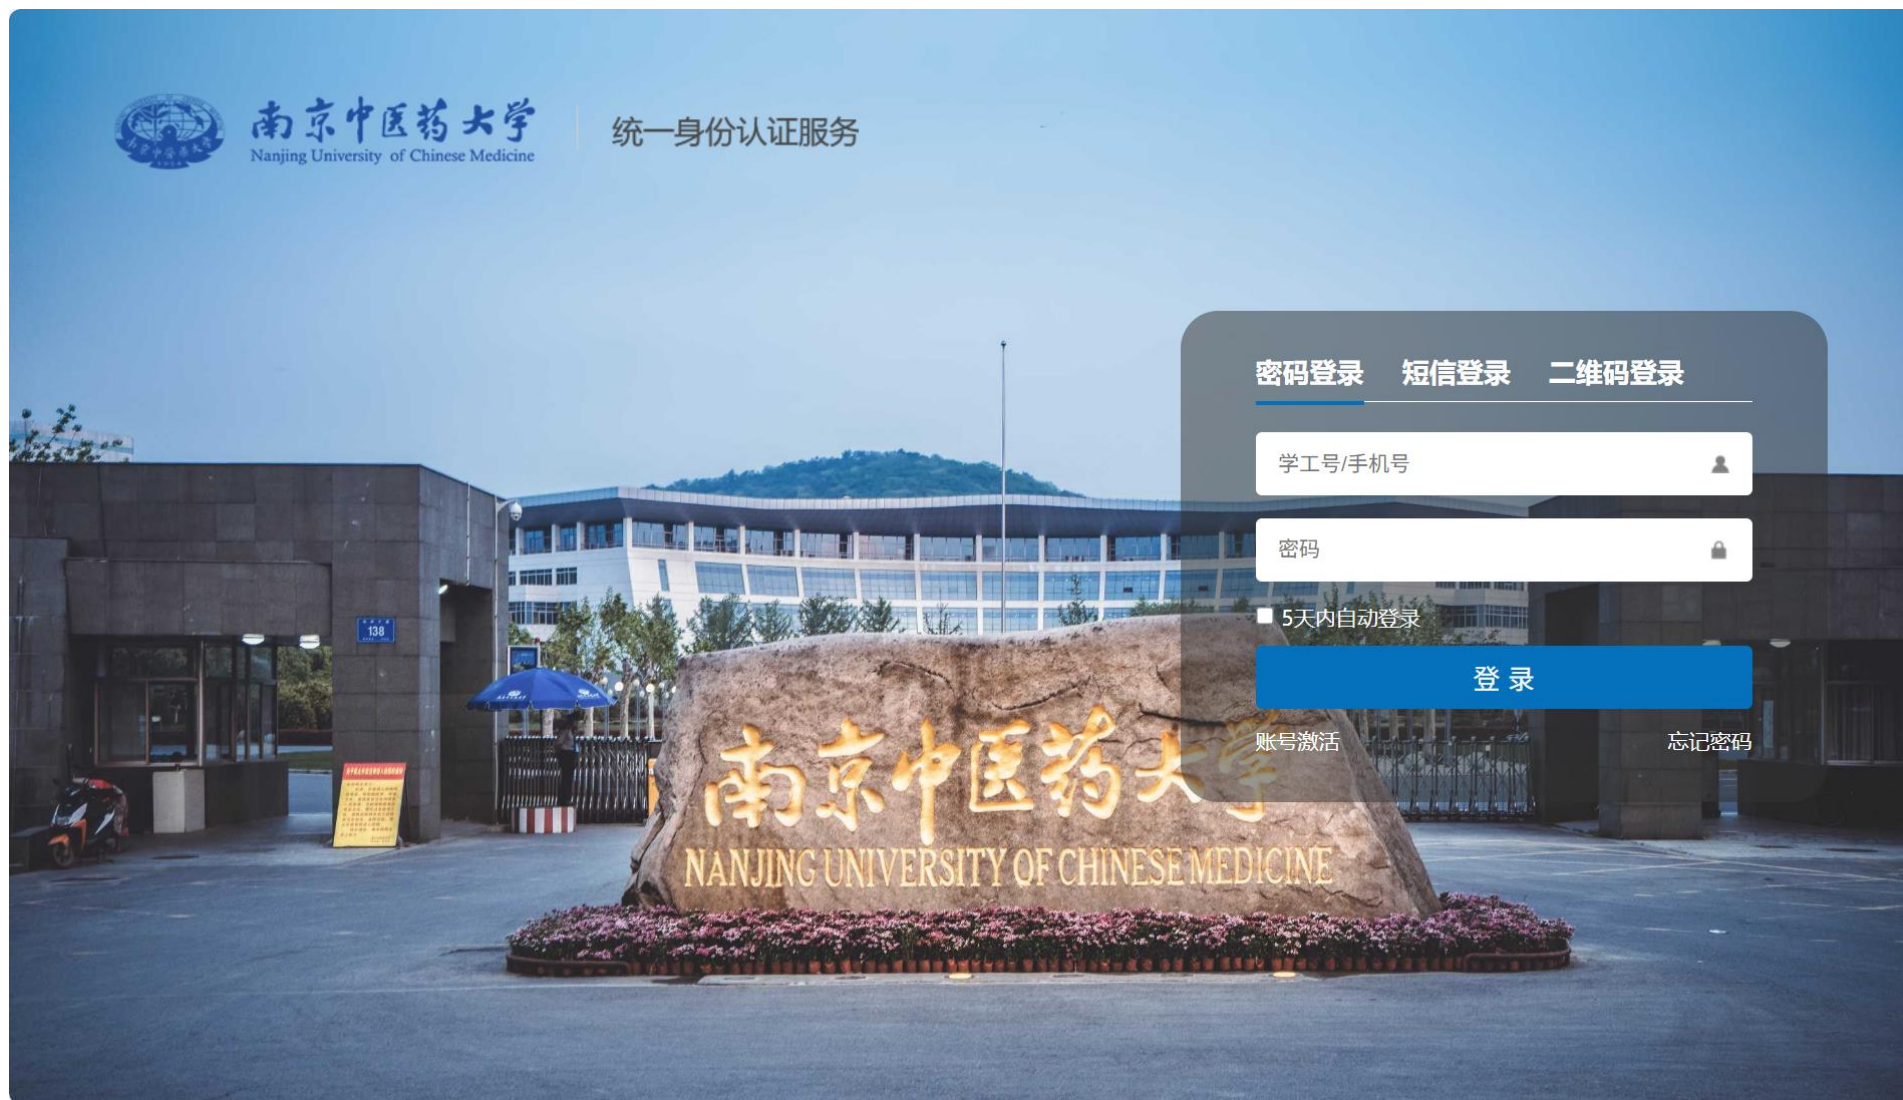 南京中医药大学
Nanjing University of Chinese Medicine
统一身份认证服务
密码登录 短信登录 二维码登录
学工号/手机号
密码
5天内自动登录
登 录
账号激活 忘记密码
138
南京中医药大学
NANJING UNIVERSITY OF CHINESE MEDICINE